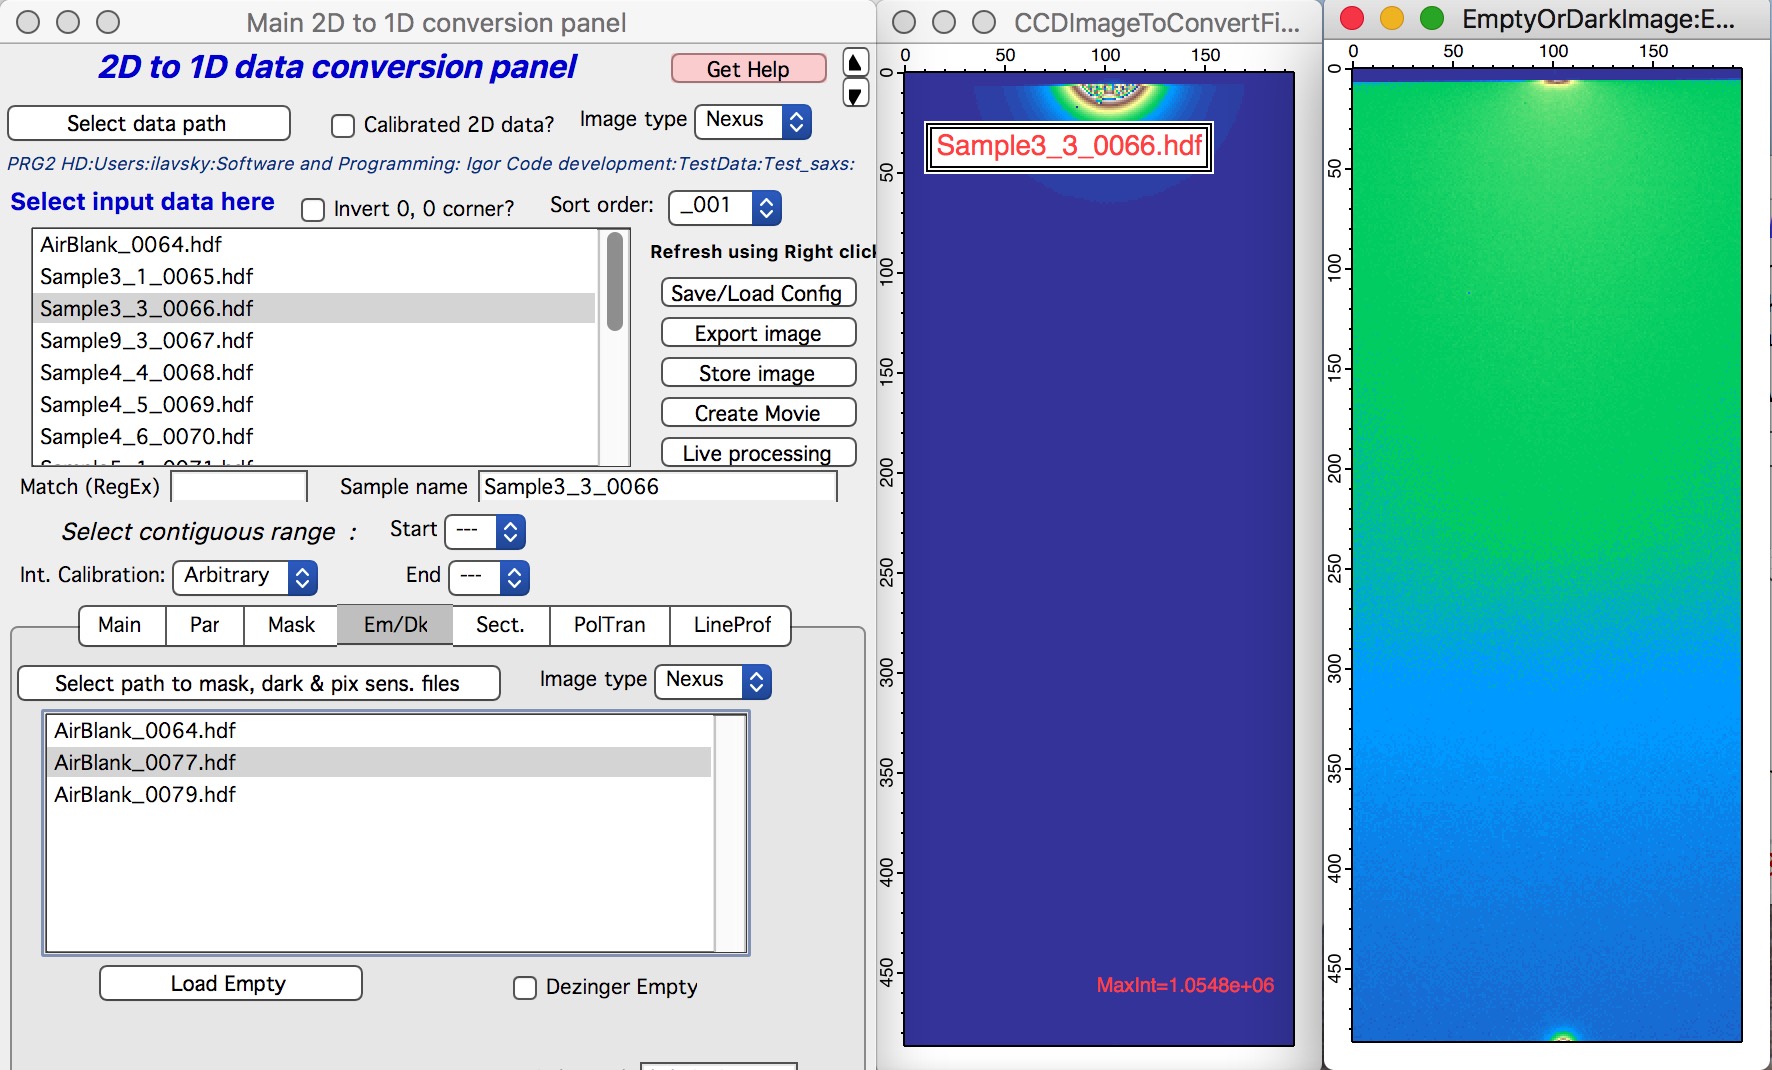 Main 2D to 1D conversion panel
2D to 1D data conversion panel
Get Help
Select data path
Calibrated 2D data?
Image type
Nexus
PRG2 HD:Users:ilavsky:Software and Programming: Igor Code development:TestData:Test_saxs:
Select input data here
Invert 0, 0 corner?
Sort order:
_001
AirBlank_0064.hdf
Sample3_1_0065.hdf
Sample3_3_0066.hdf
Sample9_3_0067.hdf
Sample4_4_0068.hdf
Sample4_5_0069.hdf
Sample4_6_0070.hdf
Refresh using Right click
Save/Load Config
Export image
Store image
Create Movie
Live processing
Match (RegEx)
Sample name
Sample3_3_0066
Select contiguous range :
Start
---
Int. Calibration:
Arbitrary
End
---
Main
Par
Mask
Em/Dk
Sect.
PolTran
LineProf
Select path to mask, dark & pix sens. files
Image type
Nexus
AirBlank_0064.hdf
AirBlank_0077.hdf
AirBlank_0079.hdf
Load Empty
Dezinger Empty
CCDImageToConvertFi...
0
50
100
150
0
50
100
150
200
250
300
350
400
450
Sample3_3_0066.hdf
MaxInt=1.0548e+06
EmptyOrDarkImage:E...
0
50
100
150
0
50
100
150
200
250
300
350
400
450